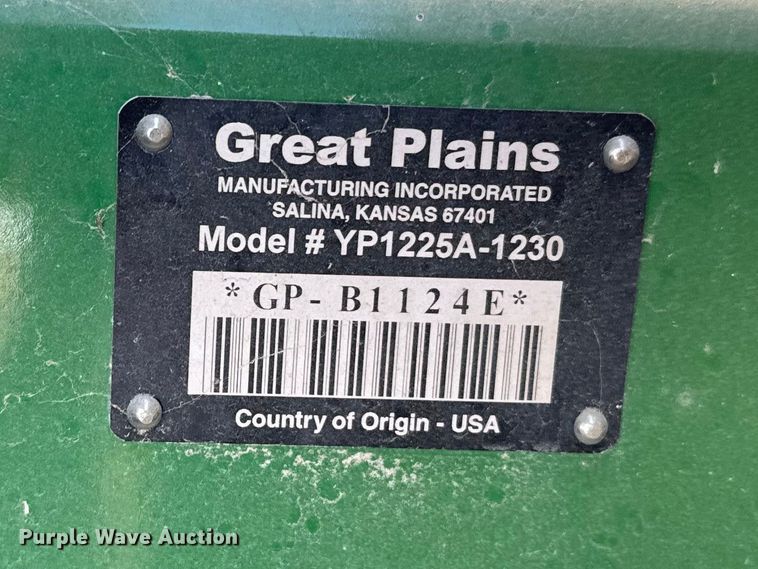 Great Plains
MANUFACTURING INCORPORATED
SALINA, KANSAS 67401
Model # YP1225A-1230
*GP- B1124E*
Country of Origin - USA
Purple Wave Auction